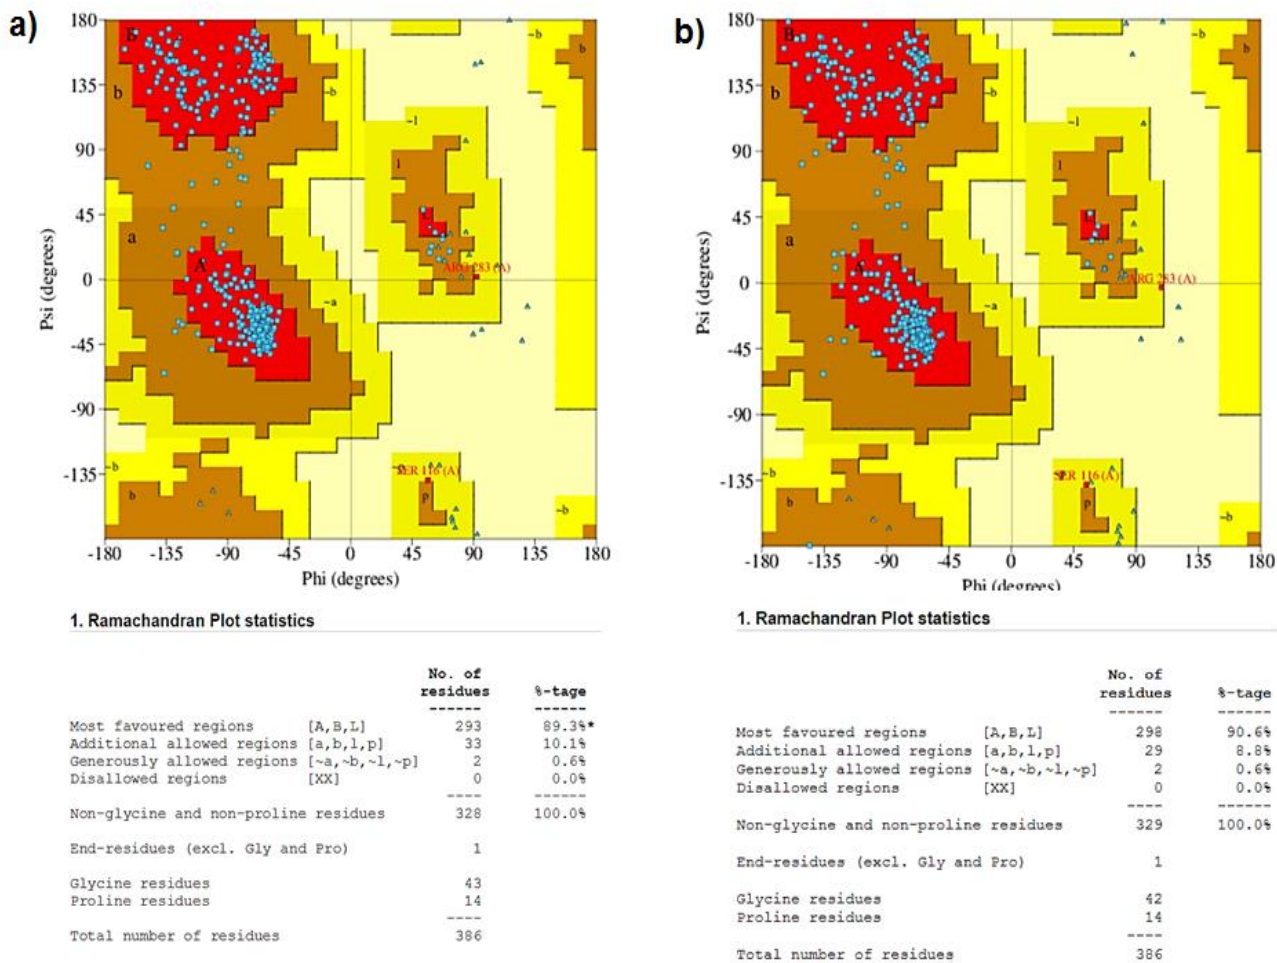 a)
180
135
90
45
0
-45
-90
-135
-180 -135 -90 -45 0 45 90 135 180
Psi (degrees)
Phi (degrees)
B
b
~b
~b
b
~l
l
L
a
A
ARG 283 (A)
~a
~b
SER 116 (A)
b
p
~b
1. Ramachandran Plot statistics
No. of
residues %-tage
------ ------
Most favoured regions [A,B,L] 293 89.3%*
Additional allowed regions [a,b,l,p] 33 10.1%
Generously allowed regions [~a,~b,~l,~p] 2 0.6%
Disallowed regions [XX] 0 0.0%
---- ------
Non-glycine and non-proline residues 328 100.0%
End-residues (excl. Gly and Pro) 1
Glycine residues 43
Proline residues 14
----
Total number of residues 386
b)
180
135
90
45
0
-45
-90
-135
-180 -135 -90 -45 0 45 90 135 180
Psi (degrees)
Phi (degrees)
B
b
~b
~b
b
~l
l
L
a
A
ARG 283 (A)
~a
~b
SER 116 (A)
b
p
~b
1. Ramachandran Plot statistics
No. of
residues %-tage
------ ------
Most favoured regions [A,B,L] 298 90.6%
Additional allowed regions [a,b,l,p] 29 8.8%
Generously allowed regions [~a,~b,~l,~p] 2 0.6%
Disallowed regions [XX] 0 0.0%
---- ------
Non-glycine and non-proline residues 329 100.0%
End-residues (excl. Gly and Pro) 1
Glycine residues 42
Proline residues 14
----
Total number of residues 386